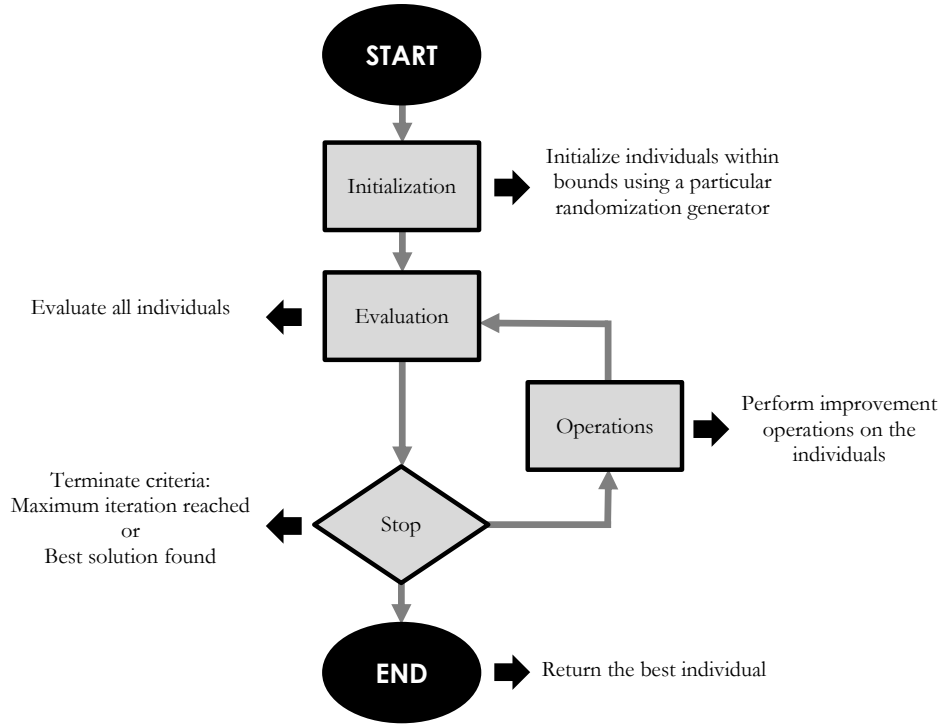 START
Initialization
Initialize individuals within
bounds using a particular
randomization generator
Evaluate all individuals
Evaluation
Operations
Perform improvement
operations on the
individuals
Terminate criteria:
Maximum iteration reached
or
Best solution found
Stop
END
Return the best individual